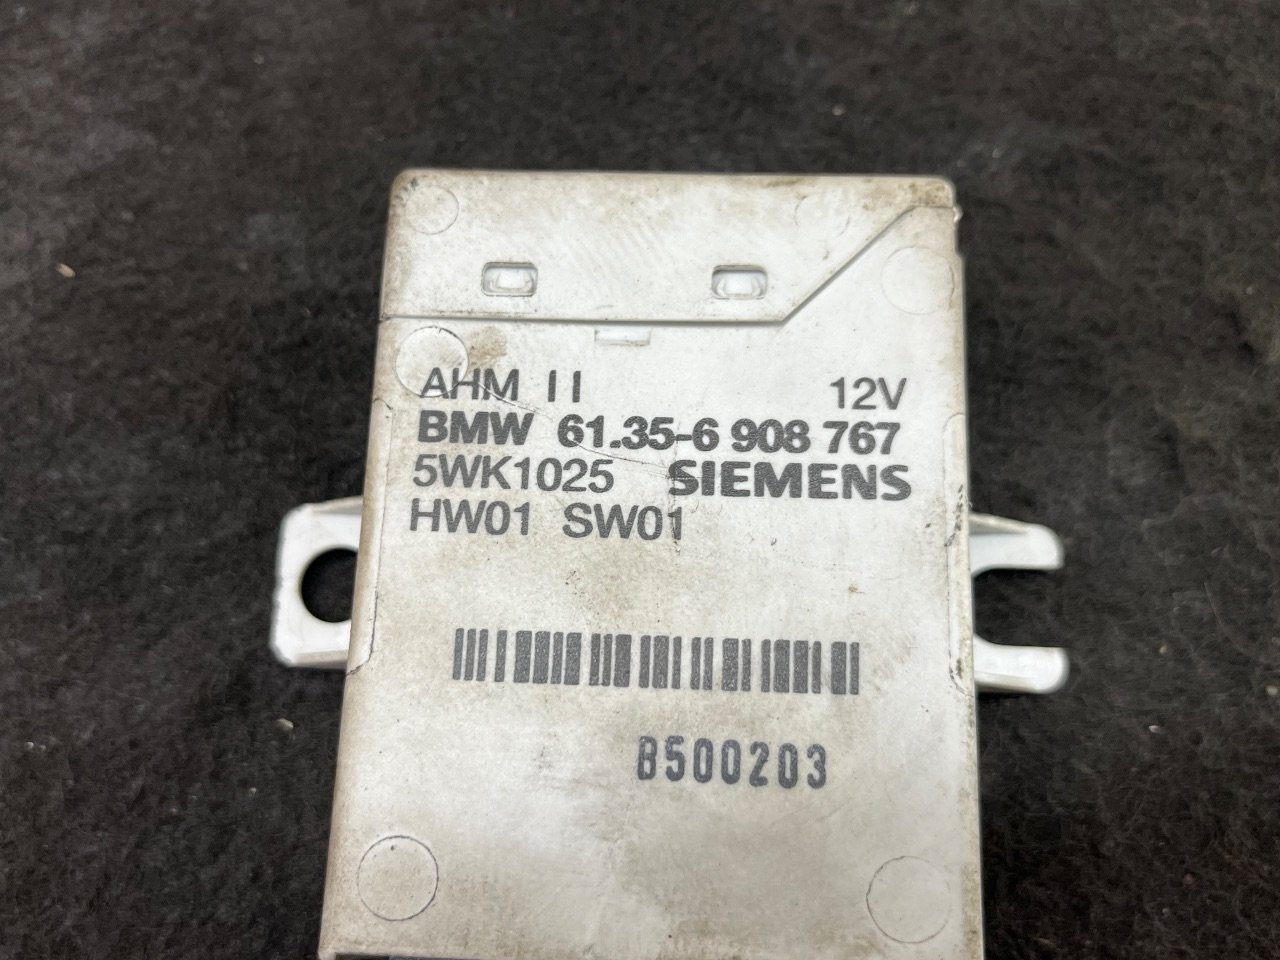 AHM II 12V
BMW 61.35-6 908 767
5WK1025 SIEMENS
HW01 SW01
B500203